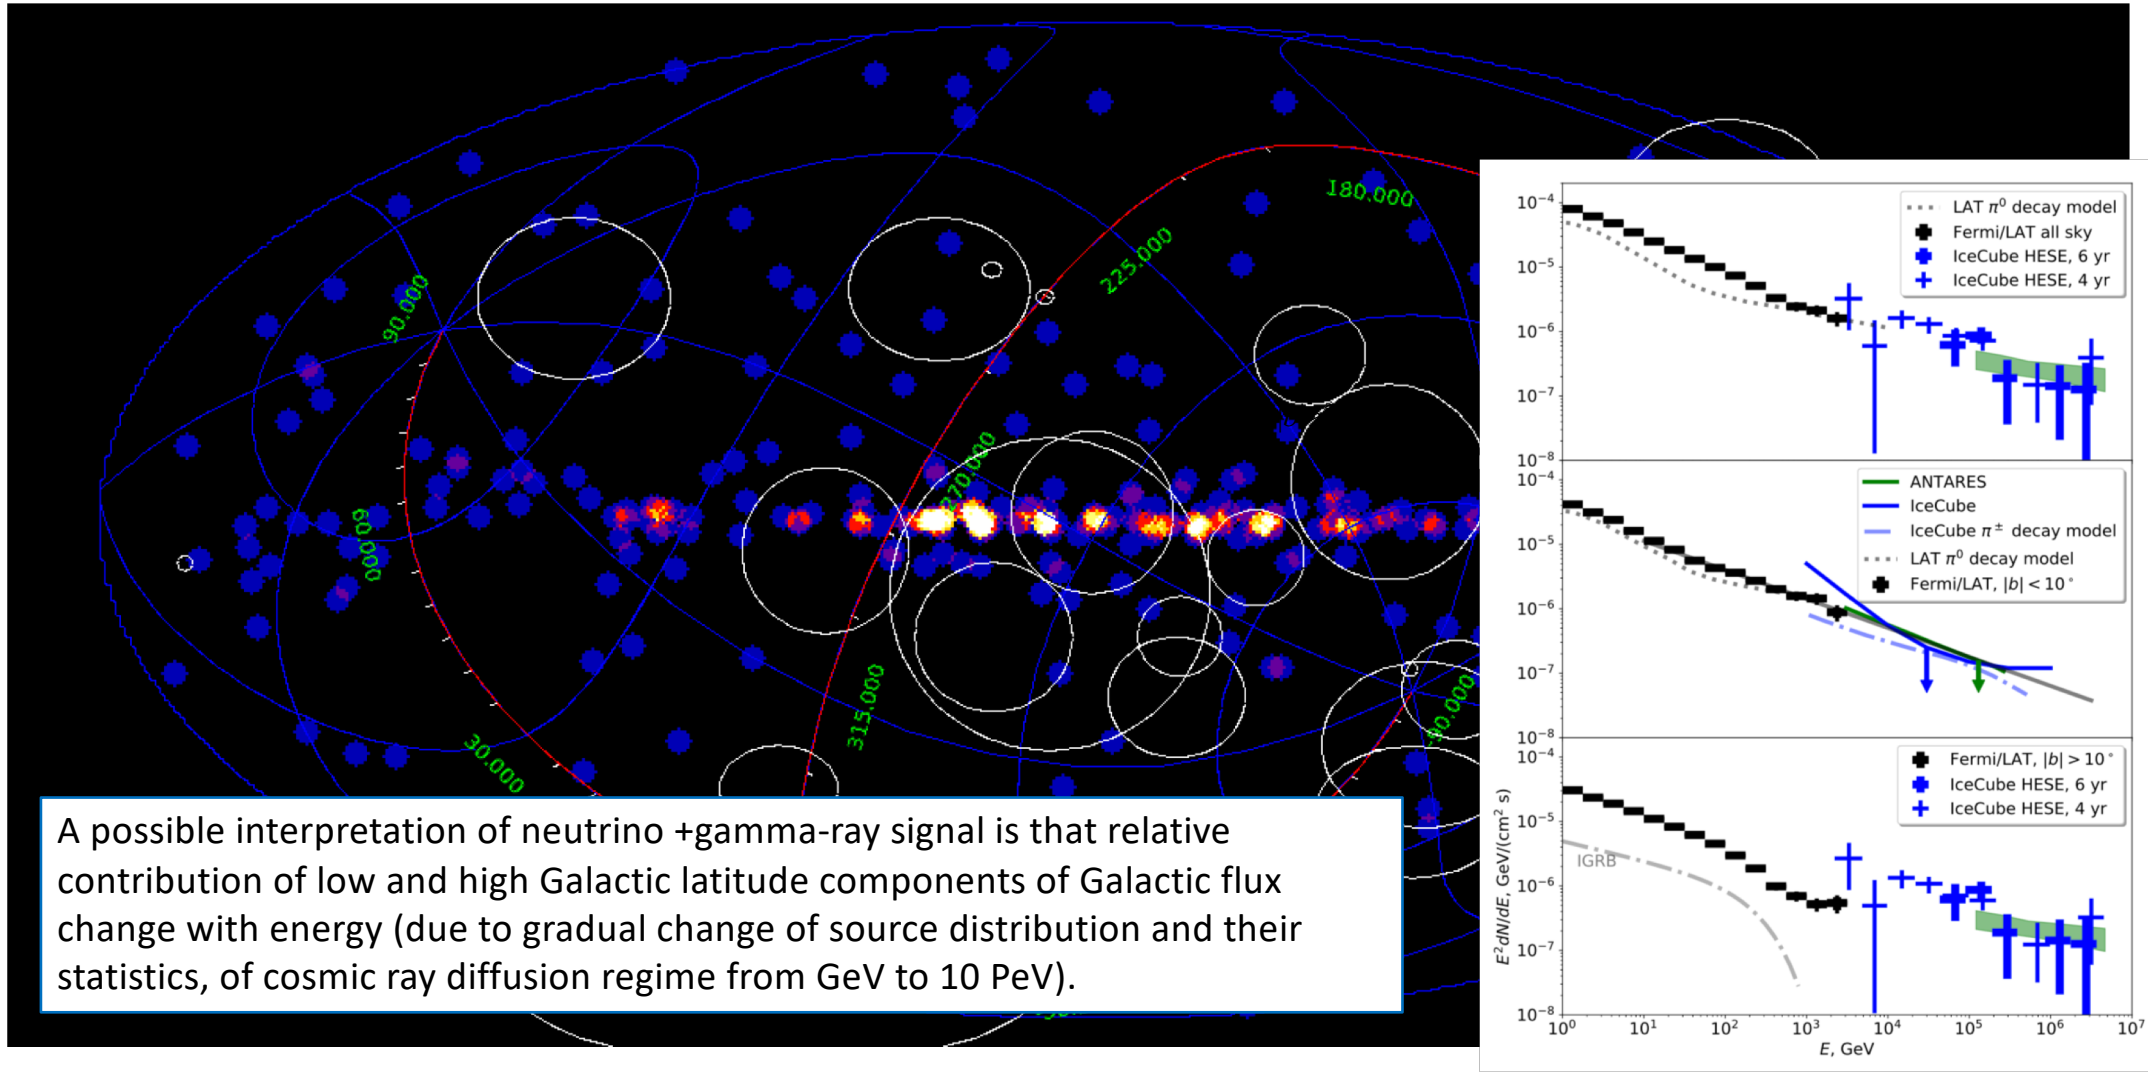 180.000
225.000
90.000
270.000
60.000
315.000
-90.000
30.000
A possible interpretation of neutrino +gamma-ray signal is that relative
contribution of low and high Galactic latitude components of Galactic flux
change with energy (due to gradual change of source distribution and their
statistics, of cosmic ray diffusion regime from GeV to 10 PeV).
LAT π⁰ decay model
Fermi/LAT all sky
IceCube HESE, 6 yr
IceCube HESE, 4 yr
10⁻⁴
10⁻⁵
10⁻⁶
10⁻⁷
10⁻⁸
ANTARES
IceCube
IceCube π± decay model
LAT π⁰ decay model
Fermi/LAT, |b| < 10°
10⁻⁴
10⁻⁵
10⁻⁶
10⁻⁷
10⁻⁸
Fermi/LAT, |b| > 10°
IceCube HESE, 6 yr
IceCube HESE, 4 yr
IGRB
10⁻⁴
10⁻⁵
10⁻⁶
10⁻⁷
10⁻⁸
E²dN/dE, GeV/(cm² s)
10⁰ 10¹ 10² 10³ 10⁴ 10⁵ 10⁶ 10⁷
E, GeV